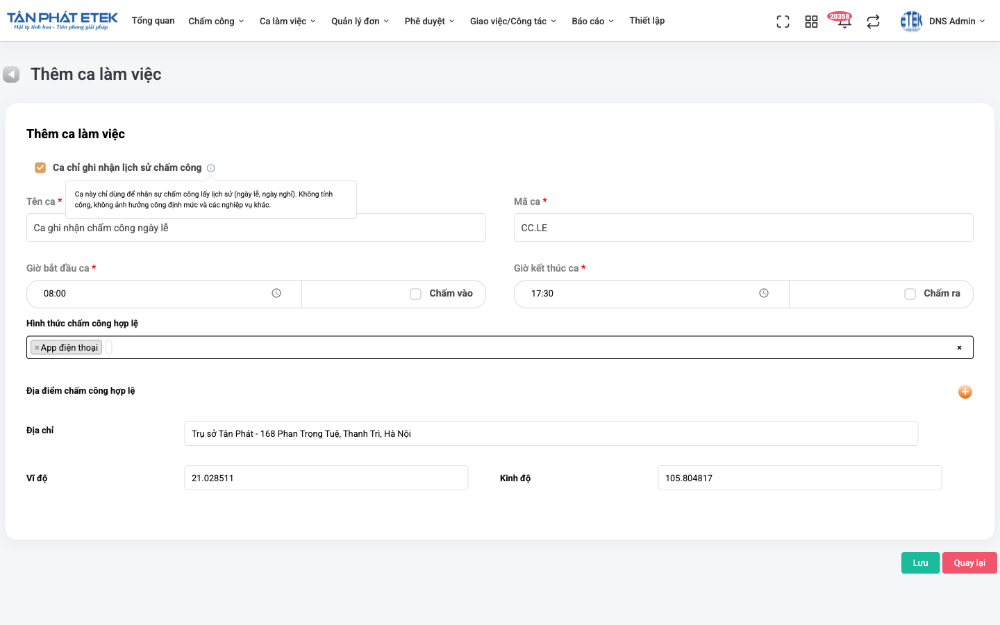 TÂN PHÁT ETEK
Hội tụ tinh hoa - Tiên phong giải pháp
Tổng quan
Chấm công
Ca làm việc
Quản lý đơn
Phê duyệt
Giao việc/Công tác
Báo cáo
Thiết lập
20358
ETEK
DNS Admin
Thêm ca làm việc
Thêm ca làm việc
Ca chỉ ghi nhận lịch sử chấm công
Ca này chỉ dùng để nhân sự chấm công lấy lịch sử (ngày lễ, ngày nghỉ). Không tính
công, không ảnh hưởng công định mức và các nghiệp vụ khác.
Tên ca *
Mã ca *
Ca ghi nhận chấm công ngày lễ
CC.LE
Giờ bắt đầu ca *
Giờ kết thúc ca *
08:00
Chấm vào
17:30
Chấm ra
Hình thức chấm công hợp lệ
×App điện thoại
×
Địa điểm chấm công hợp lệ
Địa chỉ
Trụ sở Tân Phát - 168 Phan Trọng Tuệ, Thanh Trì, Hà Nội
Vĩ độ
21.028511
Kinh độ
105.804817
Lưu
Quay lại